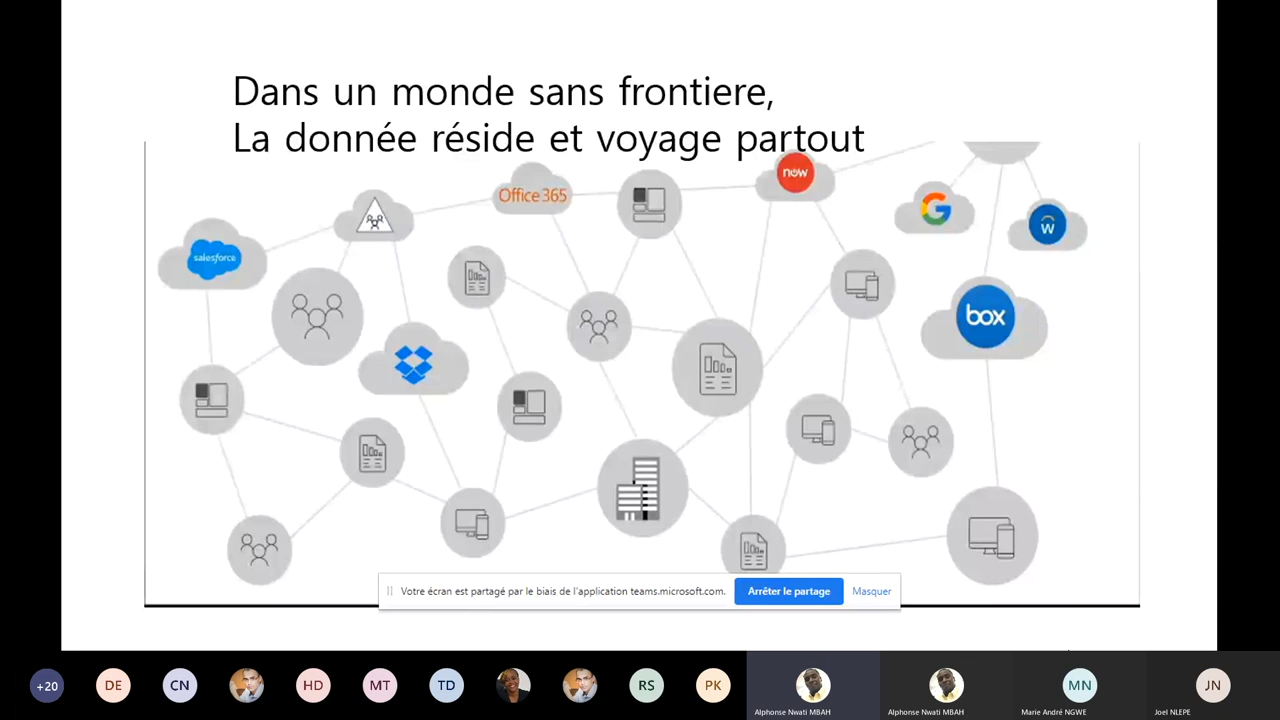 Dans un monde sans frontiere,
La donnée réside et voyage partout
now
Office 365
salesforce
G
w
box
Votre écran est partagé par le biais de l'application teams.microsoft.com.
Arrêter le partage
Masquer
+20
DE
CN
HD
MT
TD
RS
PK
MN
JN
Alphonse Nwati MBAH
Alphonse Nwati MBAH
Marie André NGWE
Joel NLEPE